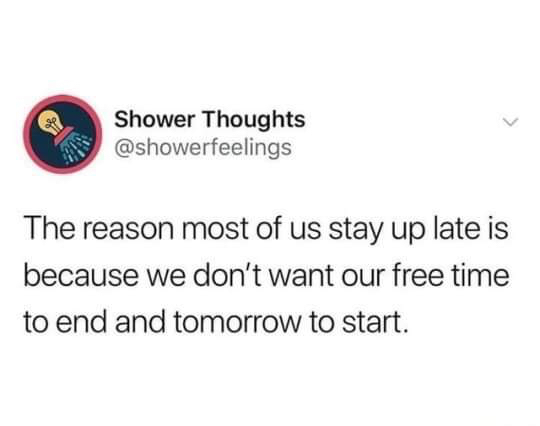 Shower Thoughts
@showerfeelings
The reason most of us stay up late is
because we don't want our free time
to end and tomorrow to start.